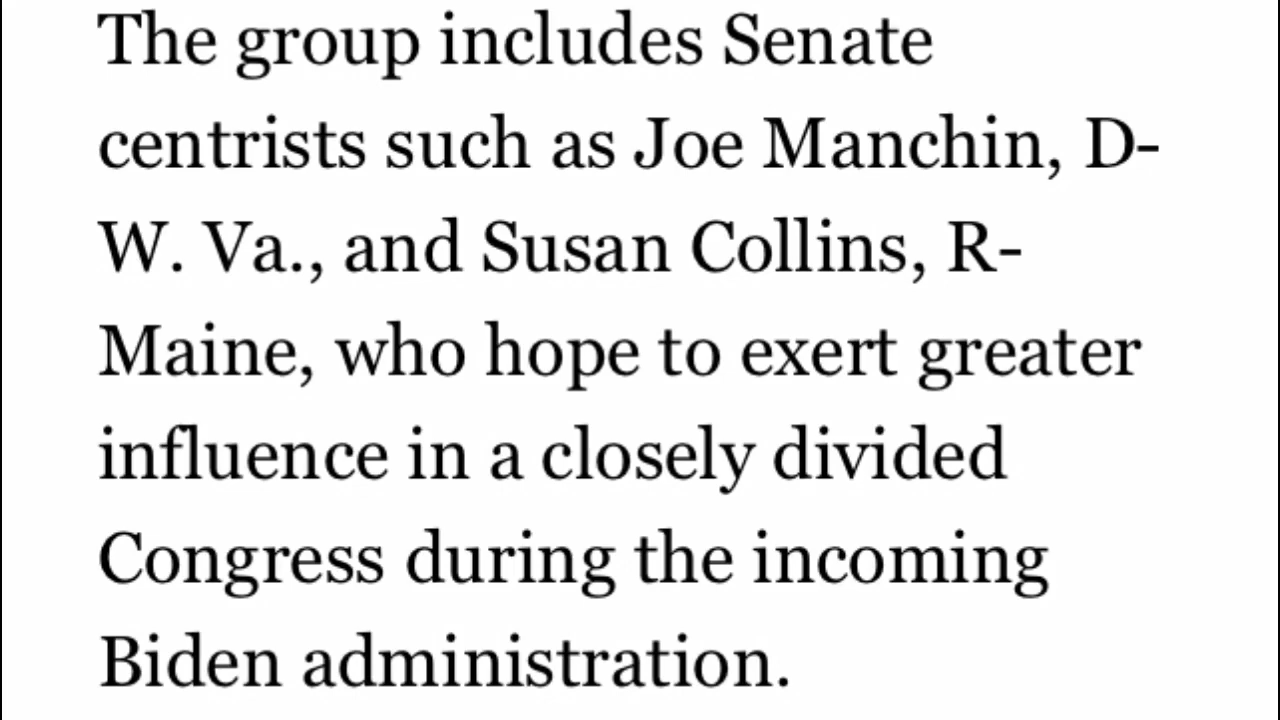 The group includes Senate
centrists such as Joe Manchin, D-
W. Va., and Susan Collins, R-
Maine, who hope to exert greater
influence in a closely divided
Congress during the incoming
Biden administration.